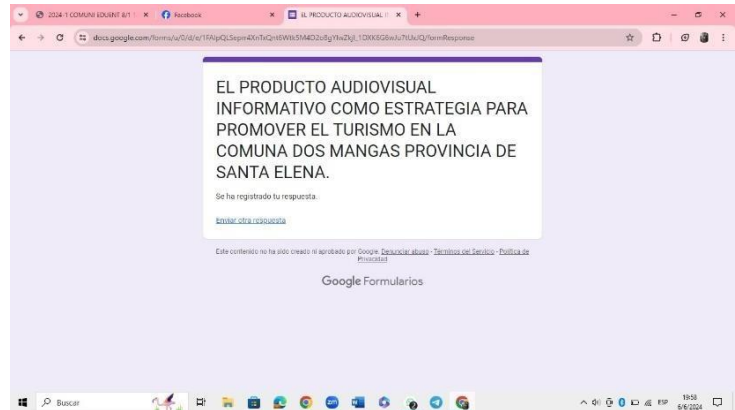 2024-1 COMUNI EDUENT 8/1
Facebook
EL PRODUCTO AUDIOVISUAL
EL PRODUCTO AUDIOVISUAL
INFORMATIVO COMO ESTRATEGIA PARA
PROMOVER EL TURISMO EN LA
COMUNA DOS MANGAS PROVINCIA DE
SANTA ELENA.
Se ha registrado tu respuesta.
Enviar otra respuesta
Este contenido no ha sido creado ni aprobado por Google. Denunciar abuso - Términos del Servicio - Política de
Privacidad
Google Formularios
Buscar
ESP
19:58
6/6/2024